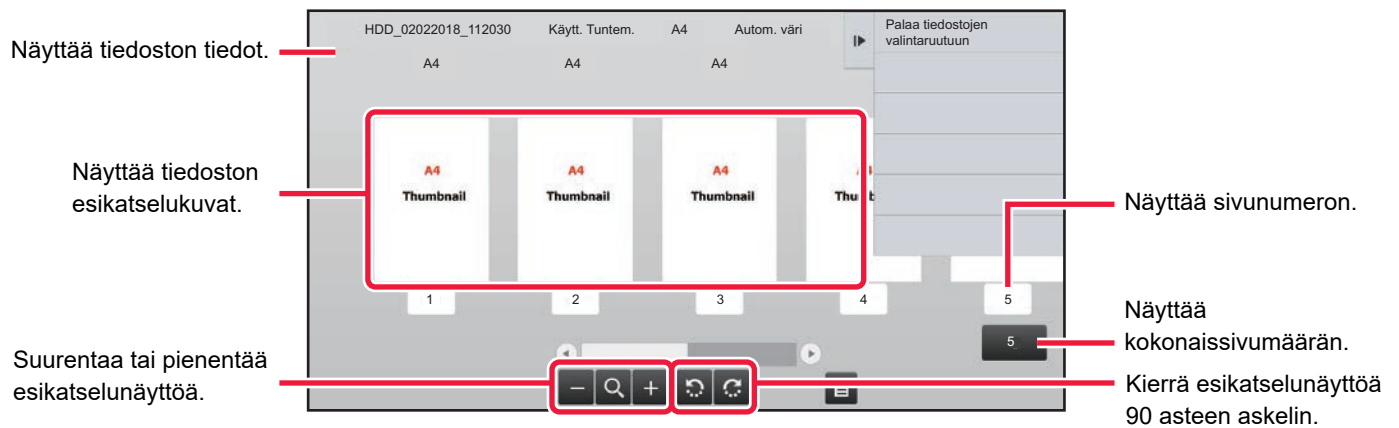 Näyttää tiedoston tiedot.
HDD_02022018_112030 Käytt. Tuntem. A4 Autom. väri
Palaa tiedostojen
valintaruutuun
A4 A4 A4
Näyttää tiedoston
esikatselukuvat.
A4 A4 A4
Thumbnail Thumbnail Thumbnail
Näyttää sivunumeron.
1 2 3 4 5
Näyttää
kokonaissivumäärän.
5
Suurentaa tai pienentää
esikatselunäyttöä.
Kierrä esikatselunäyttöä
90 asteen askelin.